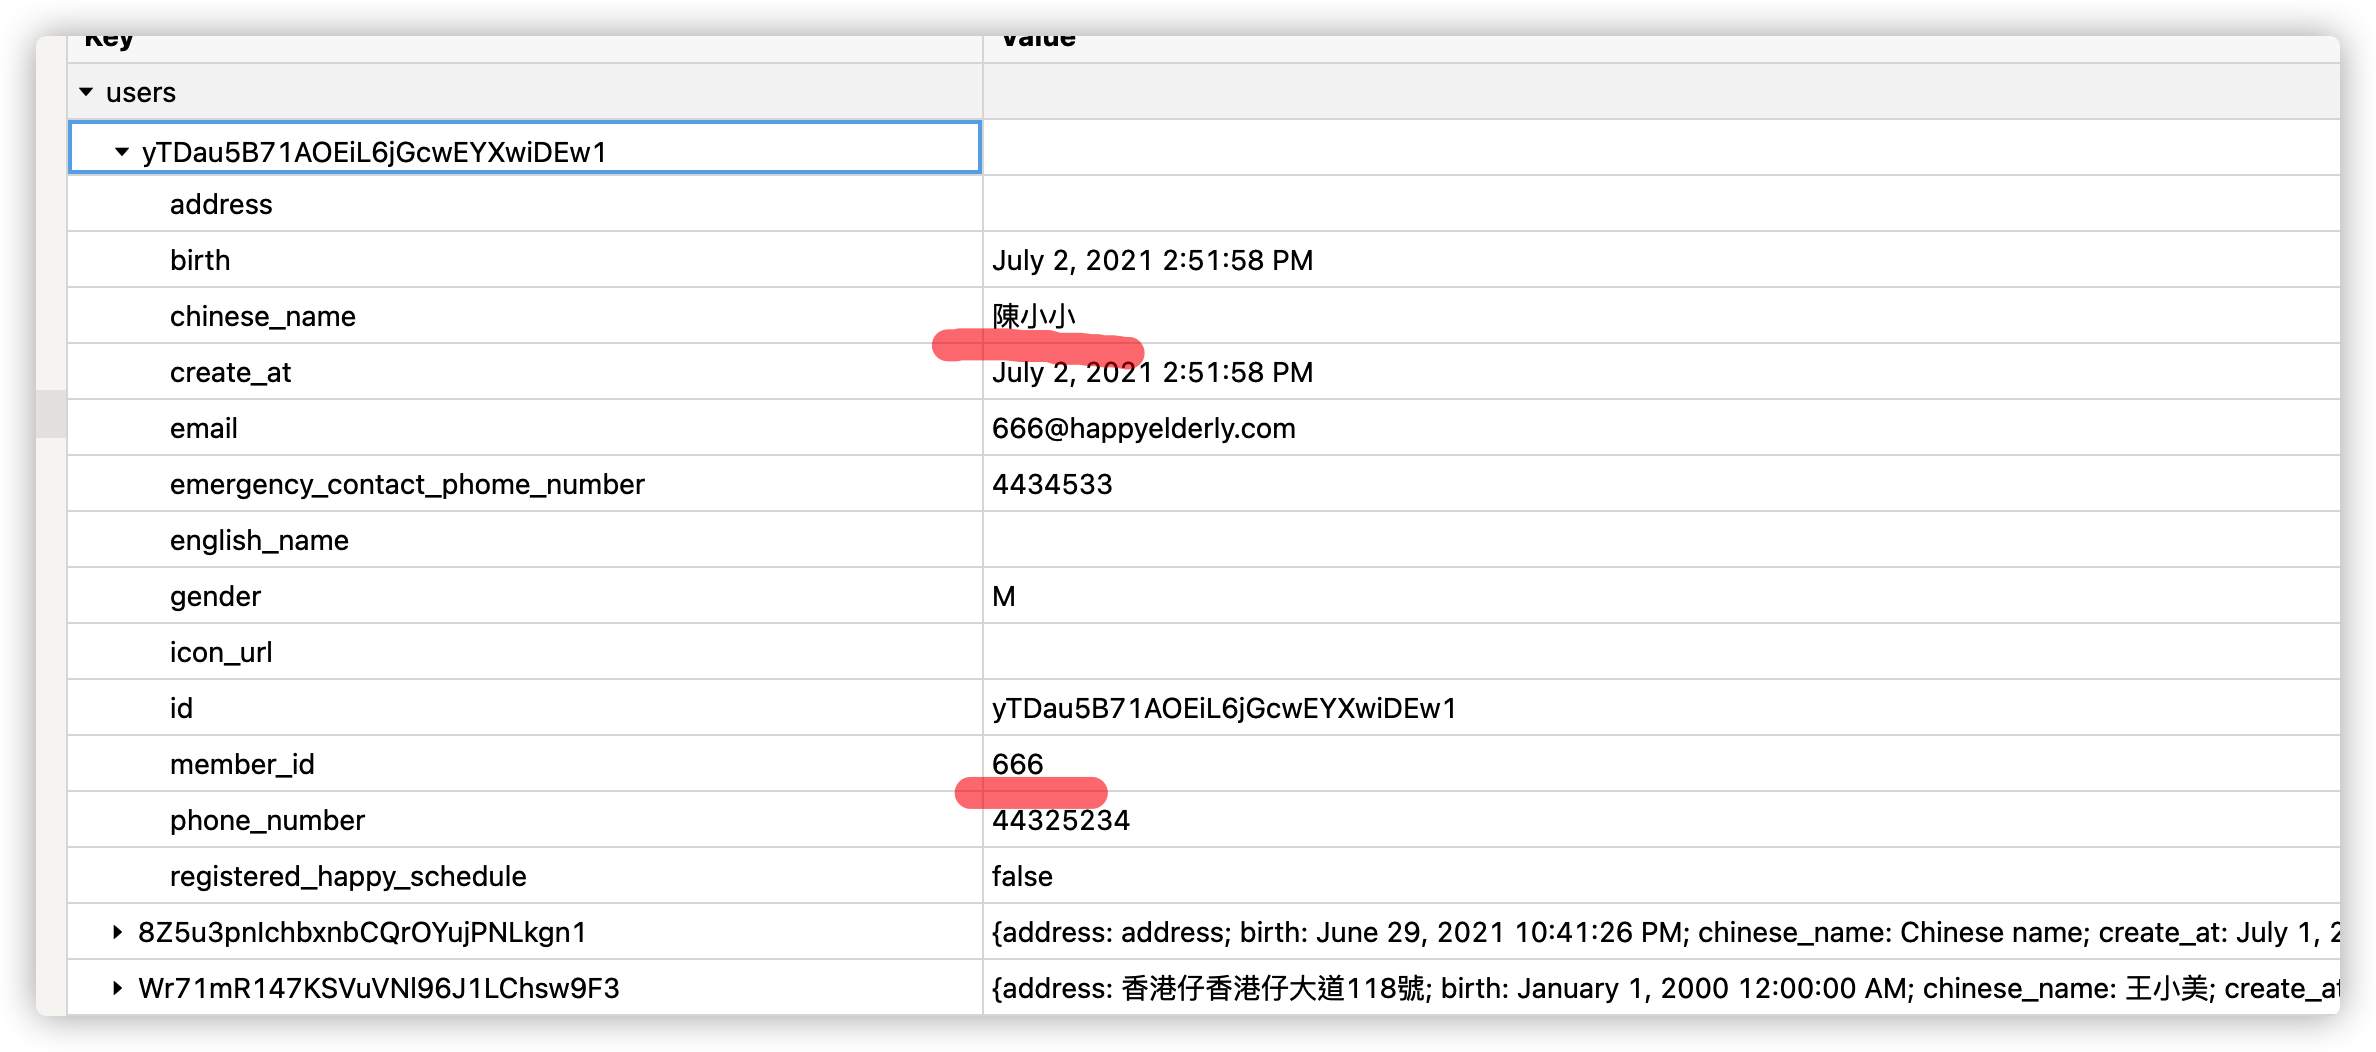 Key Value
users
yTDau5B71AOEiL6jGcwEYXwiDEw1
address
birth July 2, 2021 2:51:58 PM
chinese_name 陳小小
create_at July 2, 2021 2:51:58 PM
email 666@happyelderly.com
emergency_contact_phome_number 4434533
english_name
gender M
icon_url
id yTDau5B71AOEiL6jGcwEYXwiDEw1
member_id 666
phone_number 44325234
registered_happy_schedule false
8Z5u3pnIchbxnbCQrOYujPNLkgn1 {address: address; birth: June 29, 2021 10:41:26 PM; chinese_name: Chinese name; create_at: July 1, 2
Wr71mR147KSVuVNl96J1LChsw9F3 {address: 香港仔香港仔大道118號; birth: January 1, 2000 12:00:00 AM; chinese_name: 王小美; create_at